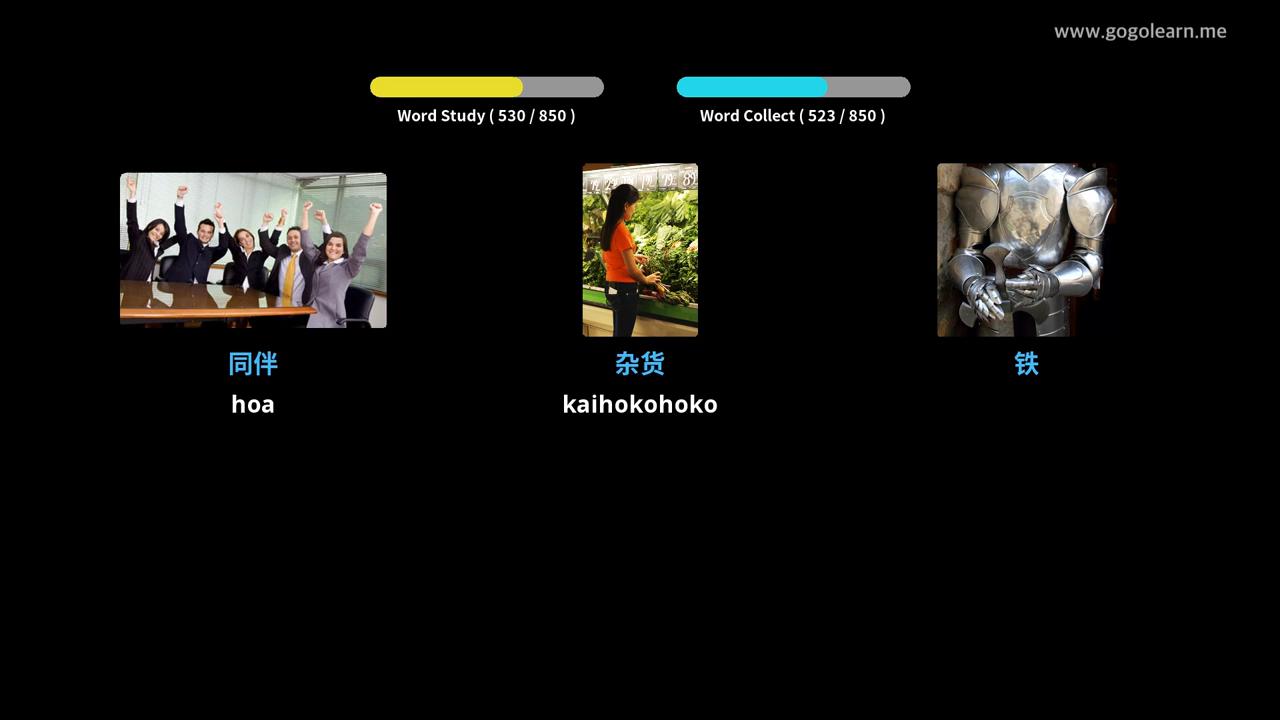 www.gogolearn.me
Word Study ( 530 / 850 )
Word Collect ( 523 / 850 )
同伴
杂货
铁
hoa
kaihokohoko